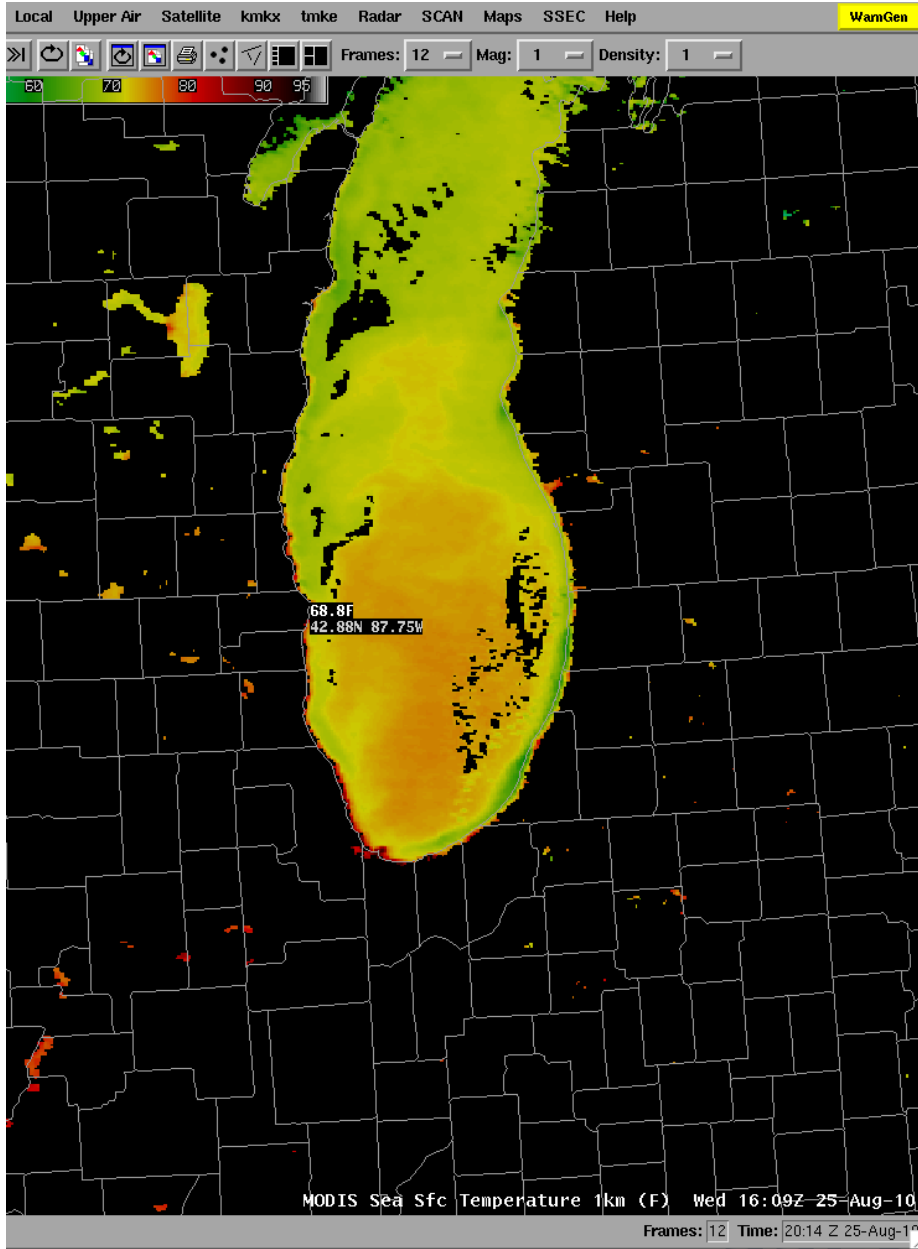 Local Upper Air Satellite kmkx tmke Radar SCAN Maps SSEC Help WamGen
Frames: 12 Mag: 1 Density: 1
60 70 80 90 95
68.8F
42.88N 87.75W
MODIS Sea Sfc Temperature 1km (F) Wed 16:09Z 25-Aug-10
Frames: 12 Time: 20:14 Z 25-Aug-10